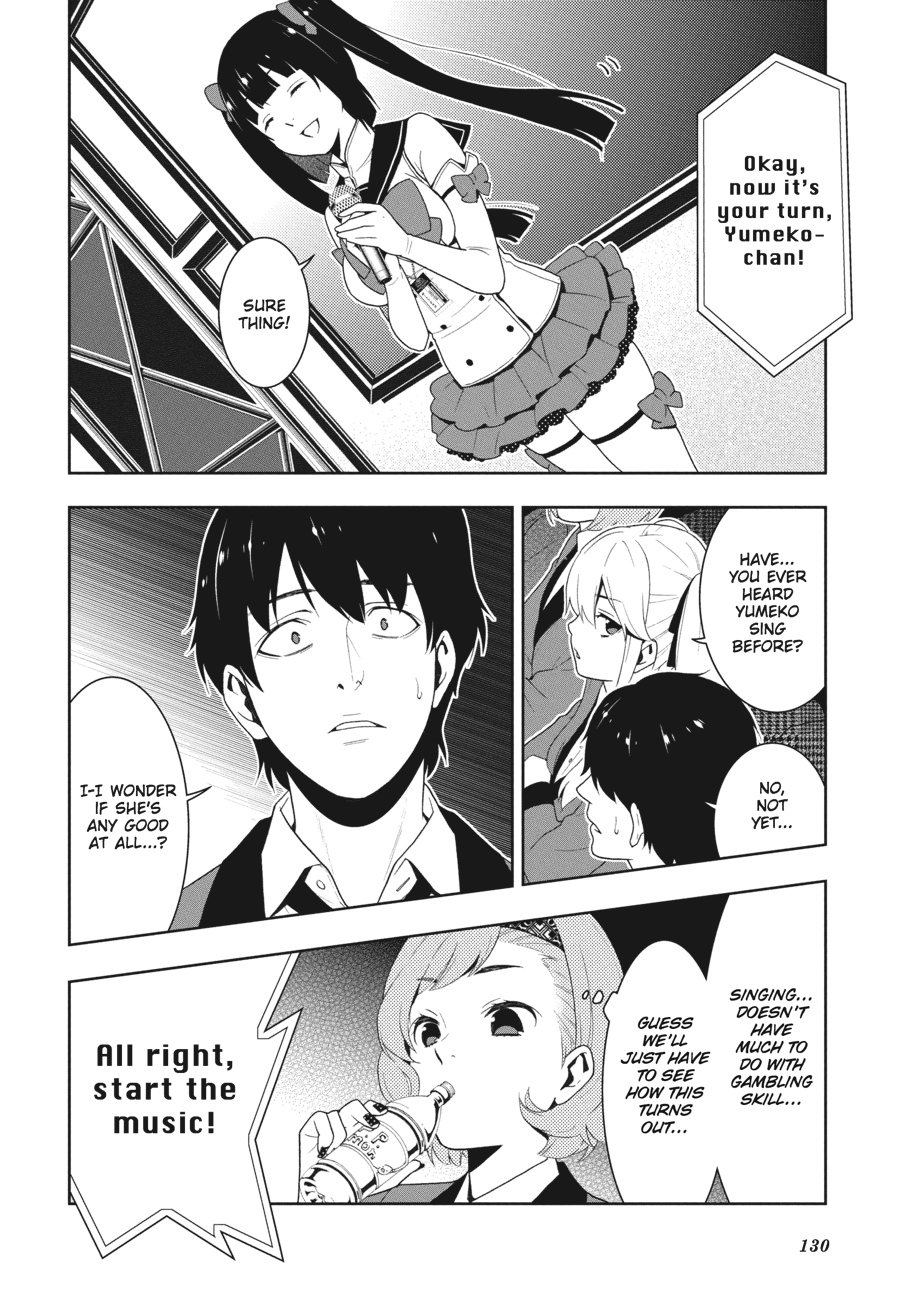 Okay,
now it's
your turn,
Yumeko-
chan!
SURE
THING!
HAVE...
YOU EVER
HEARD
YUMEKO
SING
BEFORE?
NO,
NOT
YET...
I-I WONDER
IF SHE'S
ANY GOOD
AT ALL...?
SINGING...
DOESN'T
HAVE
MUCH TO
DO WITH
GAMBLING
SKILL...
GUESS
WE'LL
JUST HAVE
TO SEE
HOW THIS
TURNS
OUT...
All right,
start the
music!
130